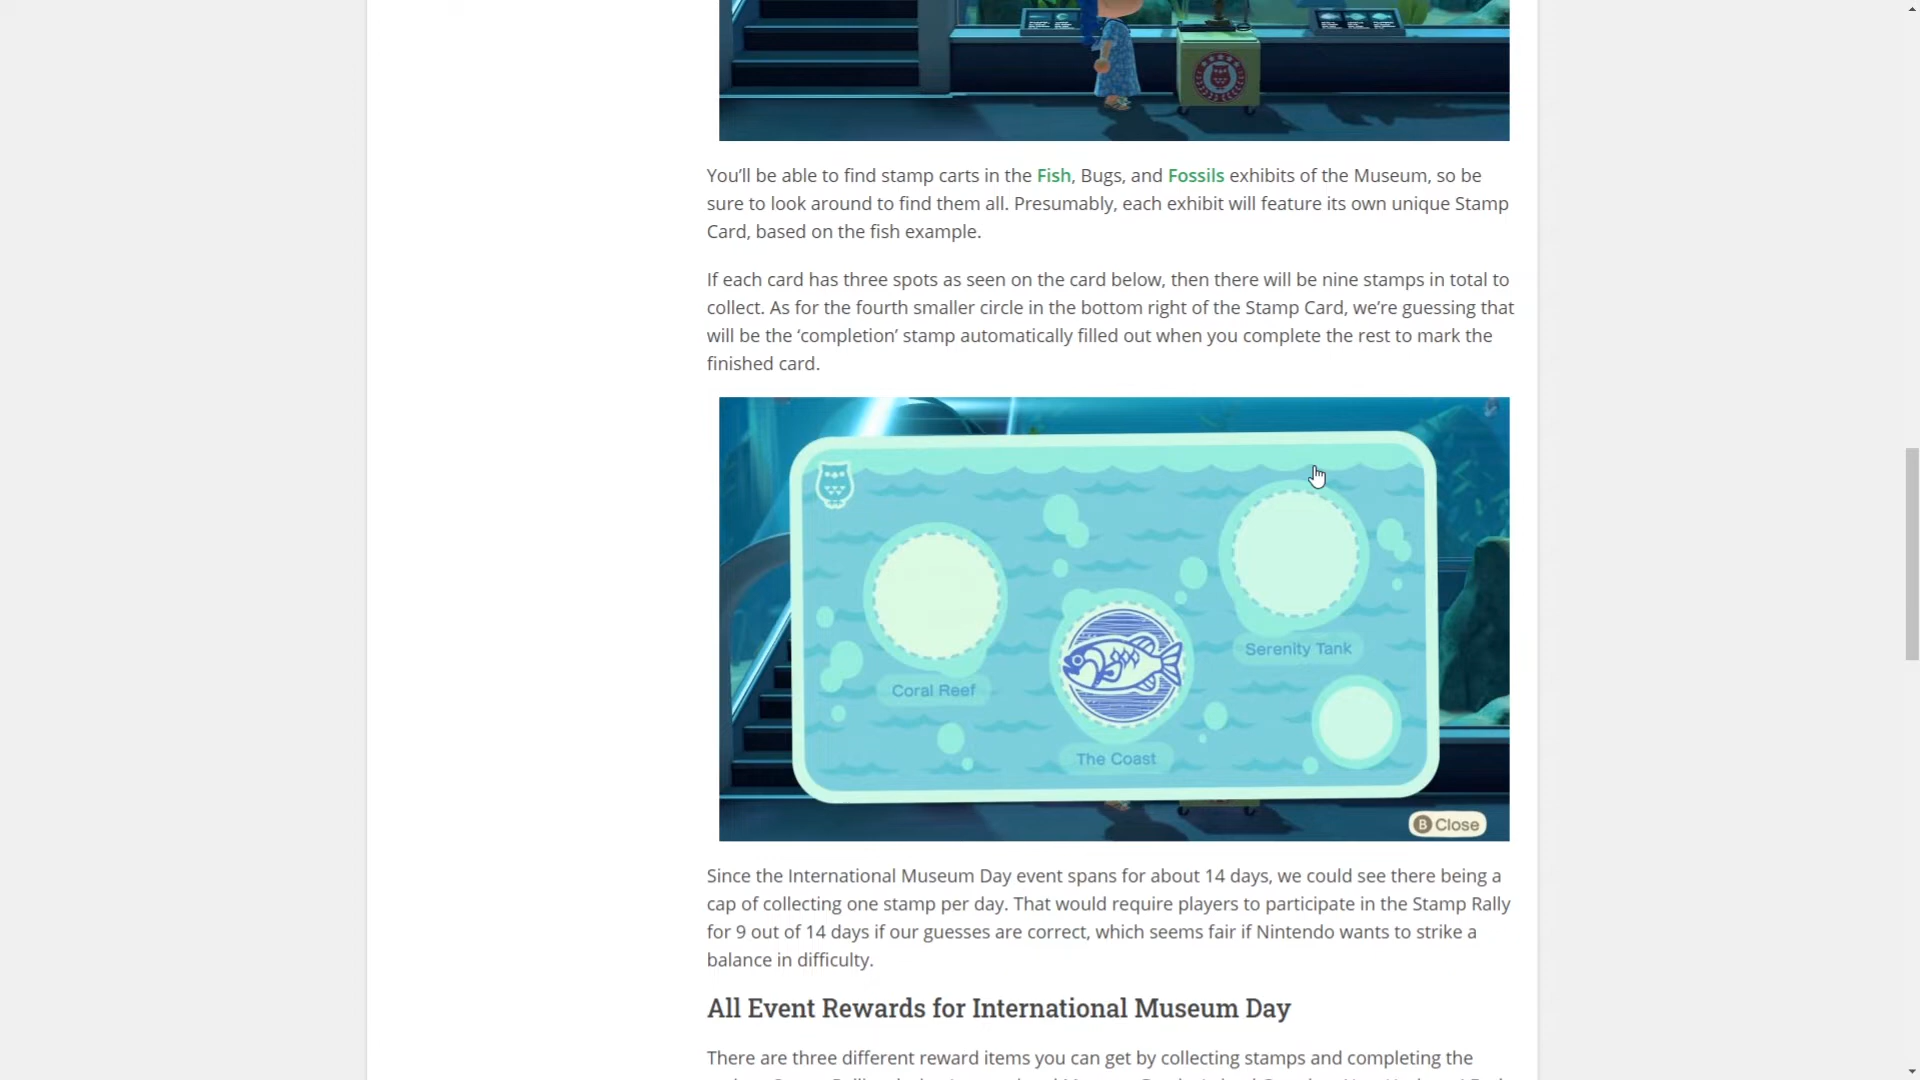 You'll be able to find stamp carts in the Fish, Bugs, and Fossils exhibits of the Museum, so be
sure to look around to find them all. Presumably, each exhibit will feature its own unique Stamp
Card, based on the fish example.
If each card has three spots as seen on the card below, then there will be nine stamps in total to
collect. As for the fourth smaller circle in the bottom right of the Stamp Card, we're guessing that
will be the ‘completion’ stamp automatically filled out when you complete the rest to mark the
finished card.
Serenity Tank
Coral Reef
The Coast
B Close
Since the International Museum Day event spans for about 14 days, we could see there being a
cap of collecting one stamp per day. That would require players to participate in the Stamp Rally
for 9 out of 14 days if our guesses are correct, which seems fair if Nintendo wants to strike a
balance in difficulty.
All Event Rewards for International Museum Day
There are three different reward items you can get by collecting stamps and completing the